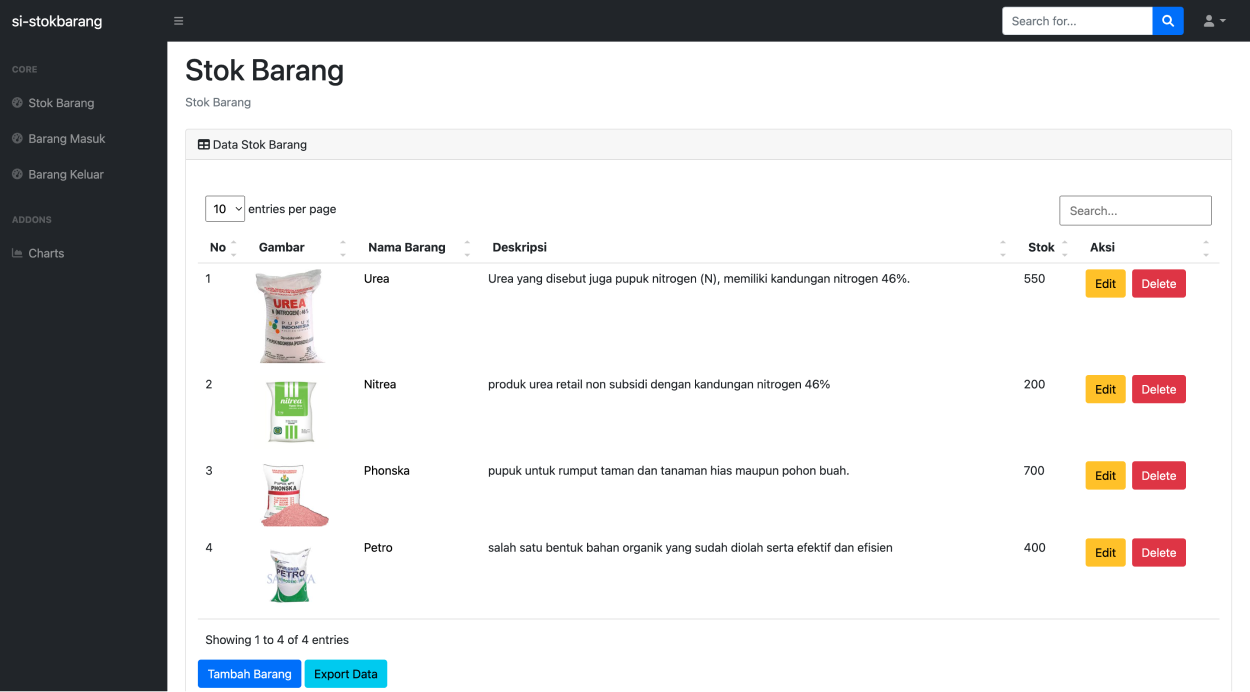 si-stokbarang
Search for...
CORE
Stok Barang
Barang Masuk
Barang Keluar
ADDONS
Charts
Stok Barang
Stok Barang
Data Stok Barang
10 entries per page
Search...
No Gambar Nama Barang Deskripsi Stok Aksi
1 Urea Urea yang disebut juga pupuk nitrogen (N), memiliki kandungan nitrogen 46%. 550 Edit Delete
UREA
N (NITROGEN) : 46%
PUPUK
INDONESIA
2 Nitrea produk urea retail non subsidi dengan kandungan nitrogen 46% 200 Edit Delete
nitrea
3 Phonska pupuk untuk rumput taman dan tanaman hias maupun pohon buah. 700 Edit Delete
PHONSKA
4 Petro salah satu bentuk bahan organik yang sudah diolah serta efektif dan efisien 400 Edit Delete
PETRO
Showing 1 to 4 of 4 entries
Tambah Barang Export Data